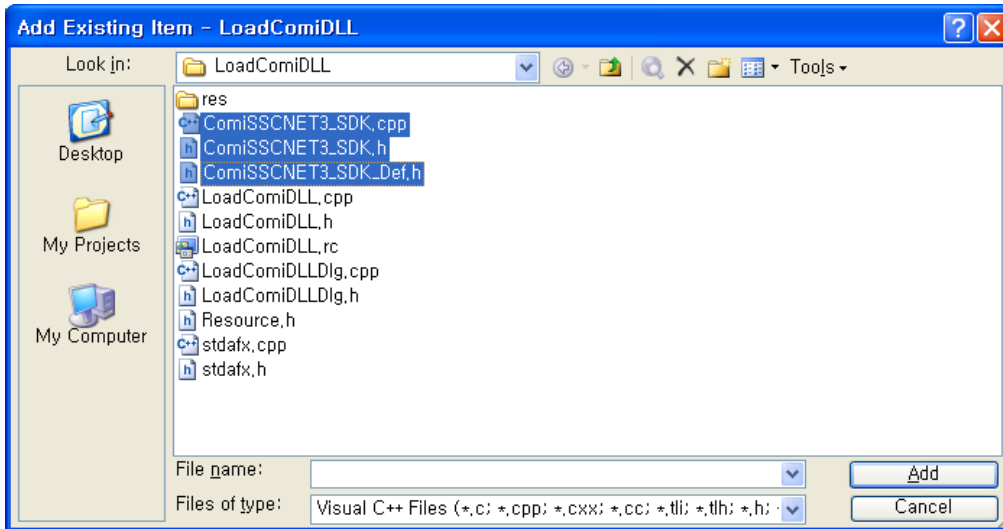 Add Existing Item - LoadComiDLL
Look in:
LoadComiDLL
Tools
Desktop
My Projects
My Computer
res
ComiSSCNET3_SDK.cpp
ComiSSCNET3_SDK.h
ComiSSCNET3_SDK_Def.h
LoadComiDLL.cpp
LoadComiDLL.h
LoadComiDLL.rc
LoadComiDLLDlg.cpp
LoadComiDLLDlg.h
Resource.h
stdafx.cpp
stdafx.h
File name:
Add
Files of type:
Visual C++ Files (*.c; *.cpp; *.cxx; *.cc; *.tli; *.tlh; *.h;
Cancel